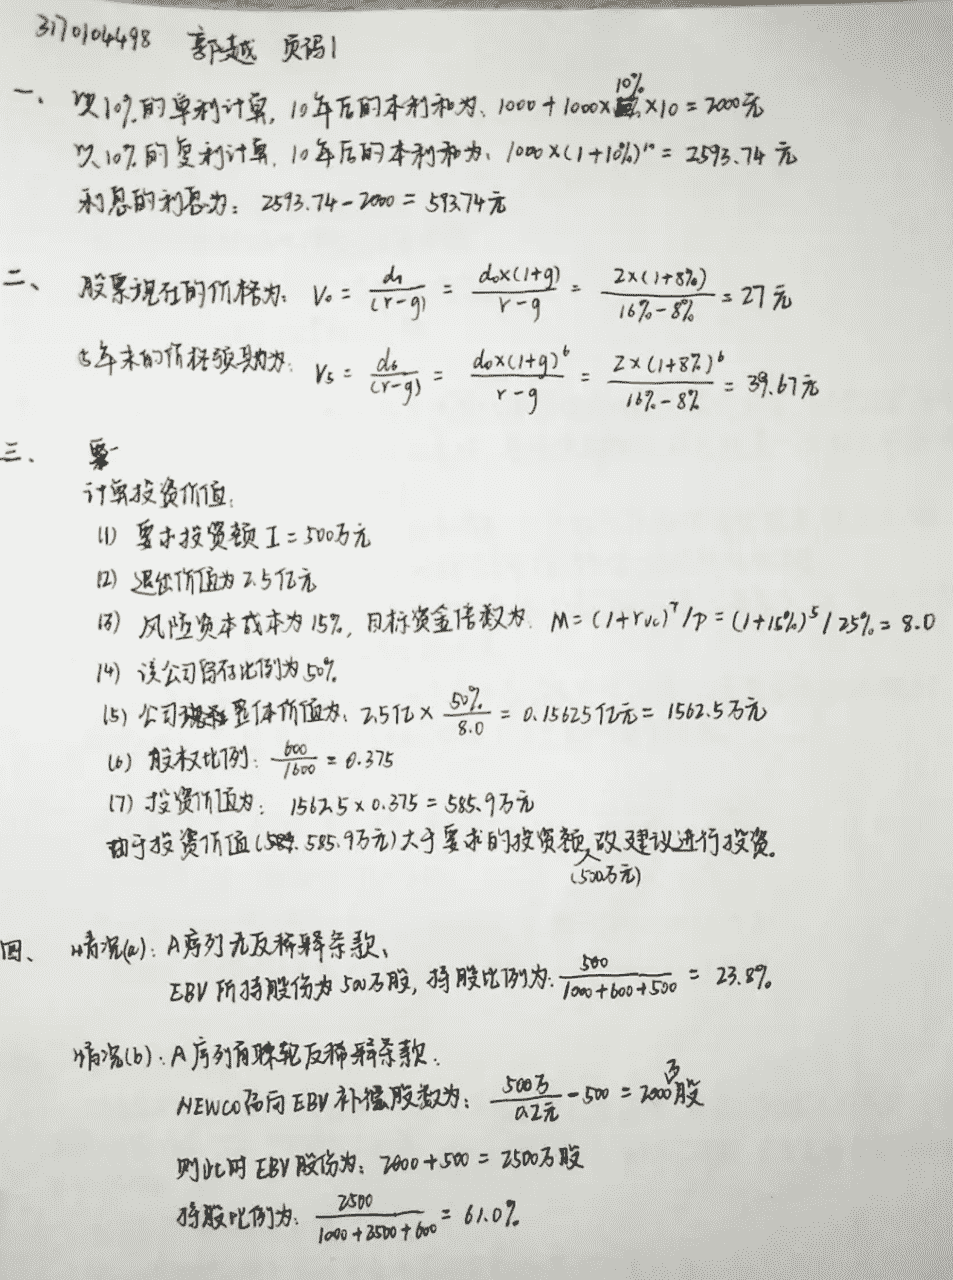 3170104498 郭越 页码1
一、 以10%的单利计算, 10年后的本利和为: 1000+1000×10%×10=2000元
以10%的复利计算, 10年后的本利和为: 1000×(1+10%)¹⁰=2593.74元
利息的利息为: 2593.74-2000=593.74元
二、 股票现在的价格为: V₀ = d₁/(r-g) = d₀×(1+g)/r-g = 2×(1+8%)/16%-8% = 27元
5年末的价格预期为: V₅ = d₆/(r-g) = d₀×(1+g)⁶/r-g = 2×(1+8%)⁶/16%-8% = 39.67元
三、
计算投资价值:
(1) 要求投资额 I=500万元
(2) 退出价值为2.5亿元
(3) 风险资本成本为15%, 目标资金倍数为: M=(1+rvc)ᵀ/P=(1+15%)⁵/25%=8.0
(4) 该公司留存比例为50%
(5) 公司整体价值为: 2.5亿×50%/8.0=0.15625亿元=1562.5万元
(6) 股权比例: 600/1600=0.375
(7) 投资价值为: 1562.5×0.375=585.9万元
由于投资价值(585.9万元)大于要求的投资额(500万元),故建议进行投资。
四、 情况(a): A序列无反稀释条款、
EBV所持股份为500万股, 持股比例为: 500/1000+600+500 = 23.8%
情况(b): A序列有棘轮反稀释条款:
NEWCO需向EBV补偿股数为: 500万/0.2元-500=2000万股
则此时EBV股份为: 2000+500=2500万股
持股比例为: 2500/1000+2500+600 = 61.0%